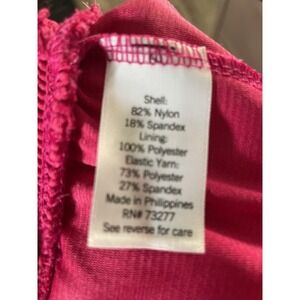 Shell:
82% Nylon
18% Spandex
Lining:
100% Polyester
Elastic Yarn:
73% Polyester
27% Spandex
Made in Philippines
RN# 73277
See reverse for care